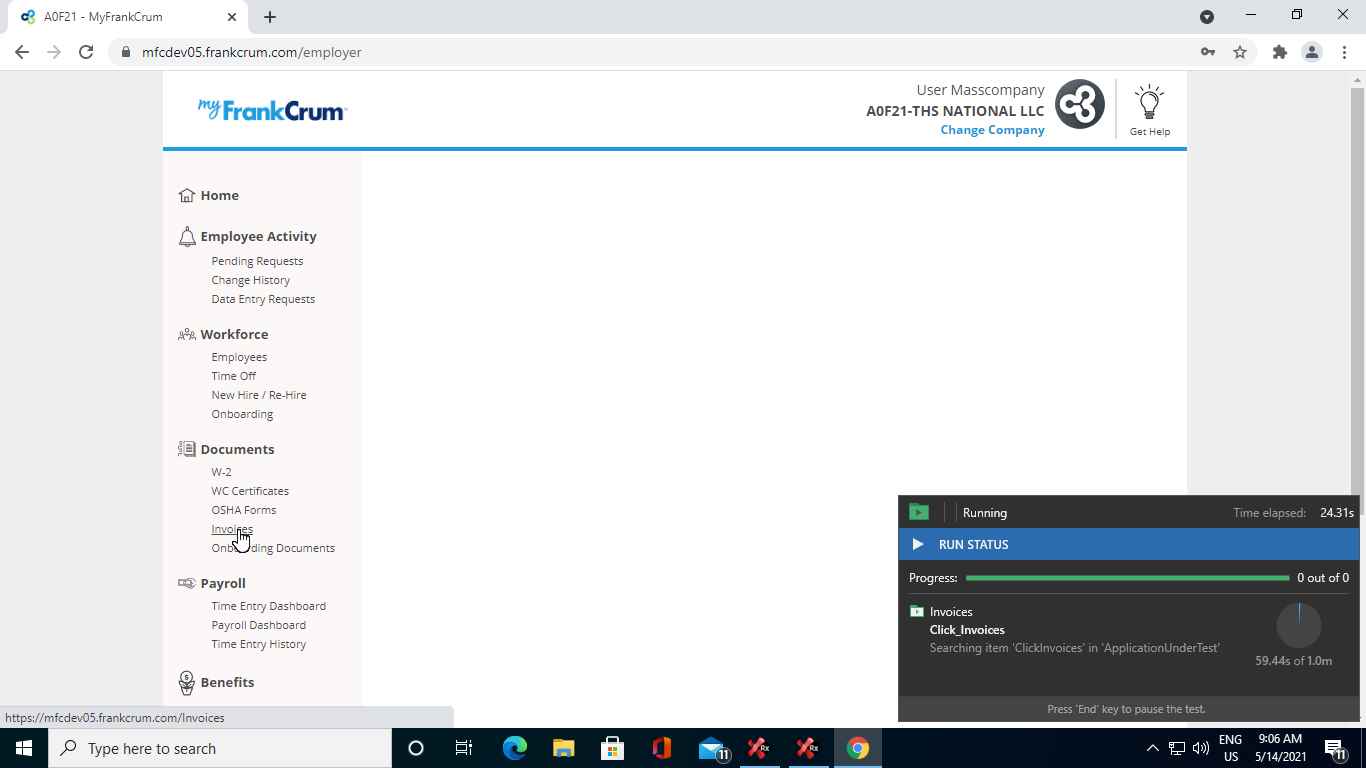 A0F21 - MyFrankCrum
mfcdev05.frankcrum.com/employer
myFrankCrum
User Masscompany
A0F21-THS NATIONAL LLC
Change Company
Get Help
Home
Employee Activity
Pending Requests
Change History
Data Entry Requests
Workforce
Employees
Time Off
New Hire / Re-Hire
Onboarding
Documents
W-2
WC Certificates
OSHA Forms
Invoices
Onboarding Documents
Payroll
Time Entry Dashboard
Payroll Dashboard
Time Entry History
Benefits
https://mfcdev05.frankcrum.com/Invoices
Running
Time elapsed: 24.31s
RUN STATUS
Progress: 0 out of 0
Invoices
Click_Invoices
Searching item 'ClickInvoices' in 'ApplicationUnderTest'
59.44s of 1.0m
Press 'End' key to pause the test.
Type here to search
11
Rx
Rx
ENG
US
9:06 AM
5/14/2021
11